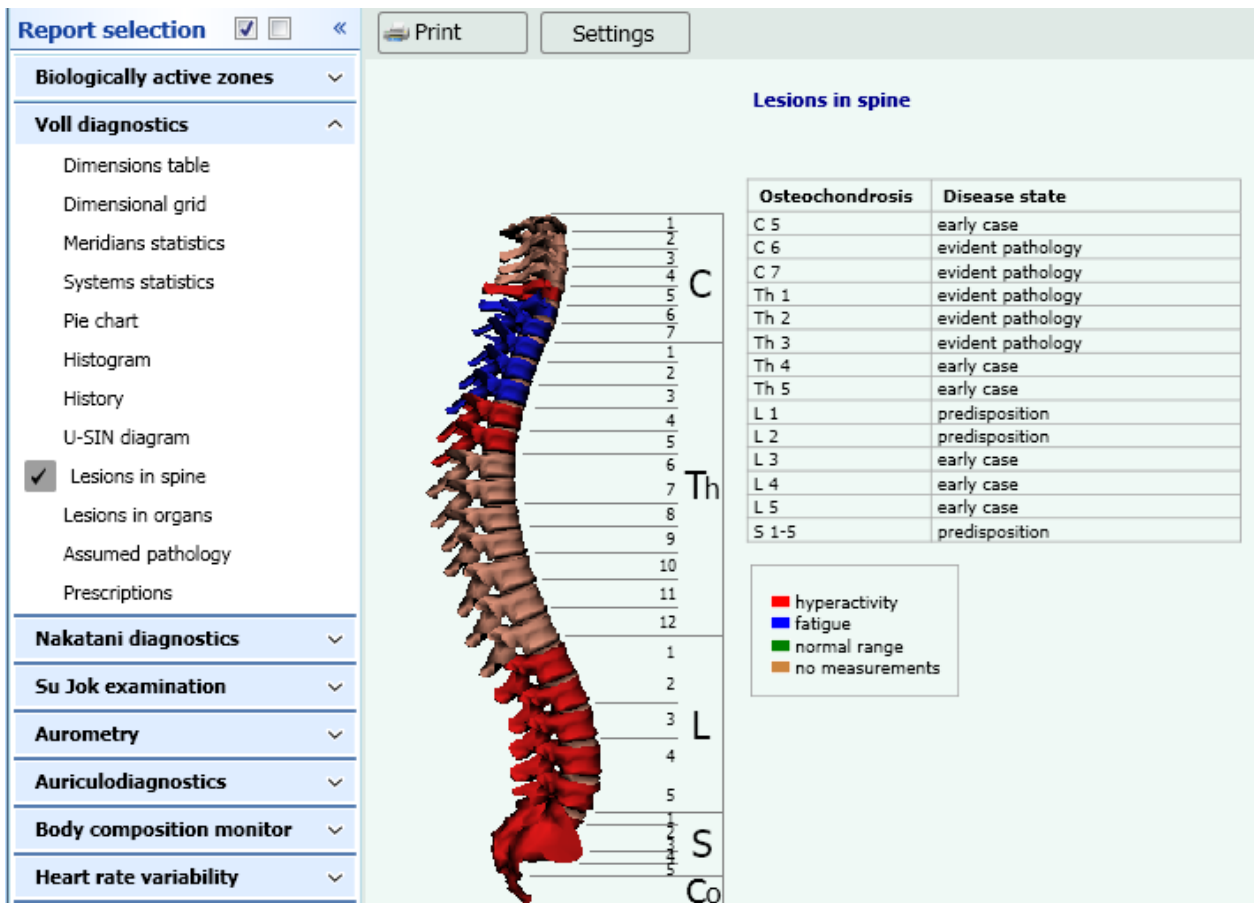 Report selection «
Print
Settings
Biologically active zones
Voll diagnostics
Dimensions table
Dimensional grid
Meridians statistics
Systems statistics
Pie chart
Histogram
History
U-SIN diagram
Lesions in spine
Lesions in organs
Assumed pathology
Prescriptions
Nakatani diagnostics
Su Jok examination
Aurometry
Auriculodiagnostics
Body composition monitor
Heart rate variability
1
2
3
4
5
6
7
C
1
2
3
4
5
6
7
8
9
10
11
12
Th
1
2
3
4
5
L
1
2
3
4
5
S
Co
Lesions in spine
Osteochondrosis Disease state
C 5 early case
C 6 evident pathology
C 7 evident pathology
Th 1 evident pathology
Th 2 evident pathology
Th 3 evident pathology
Th 4 early case
Th 5 early case
L 1 predisposition
L 2 predisposition
L 3 early case
L 4 early case
L 5 early case
S 1-5 predisposition
hyperactivity
fatigue
normal range
no measurements